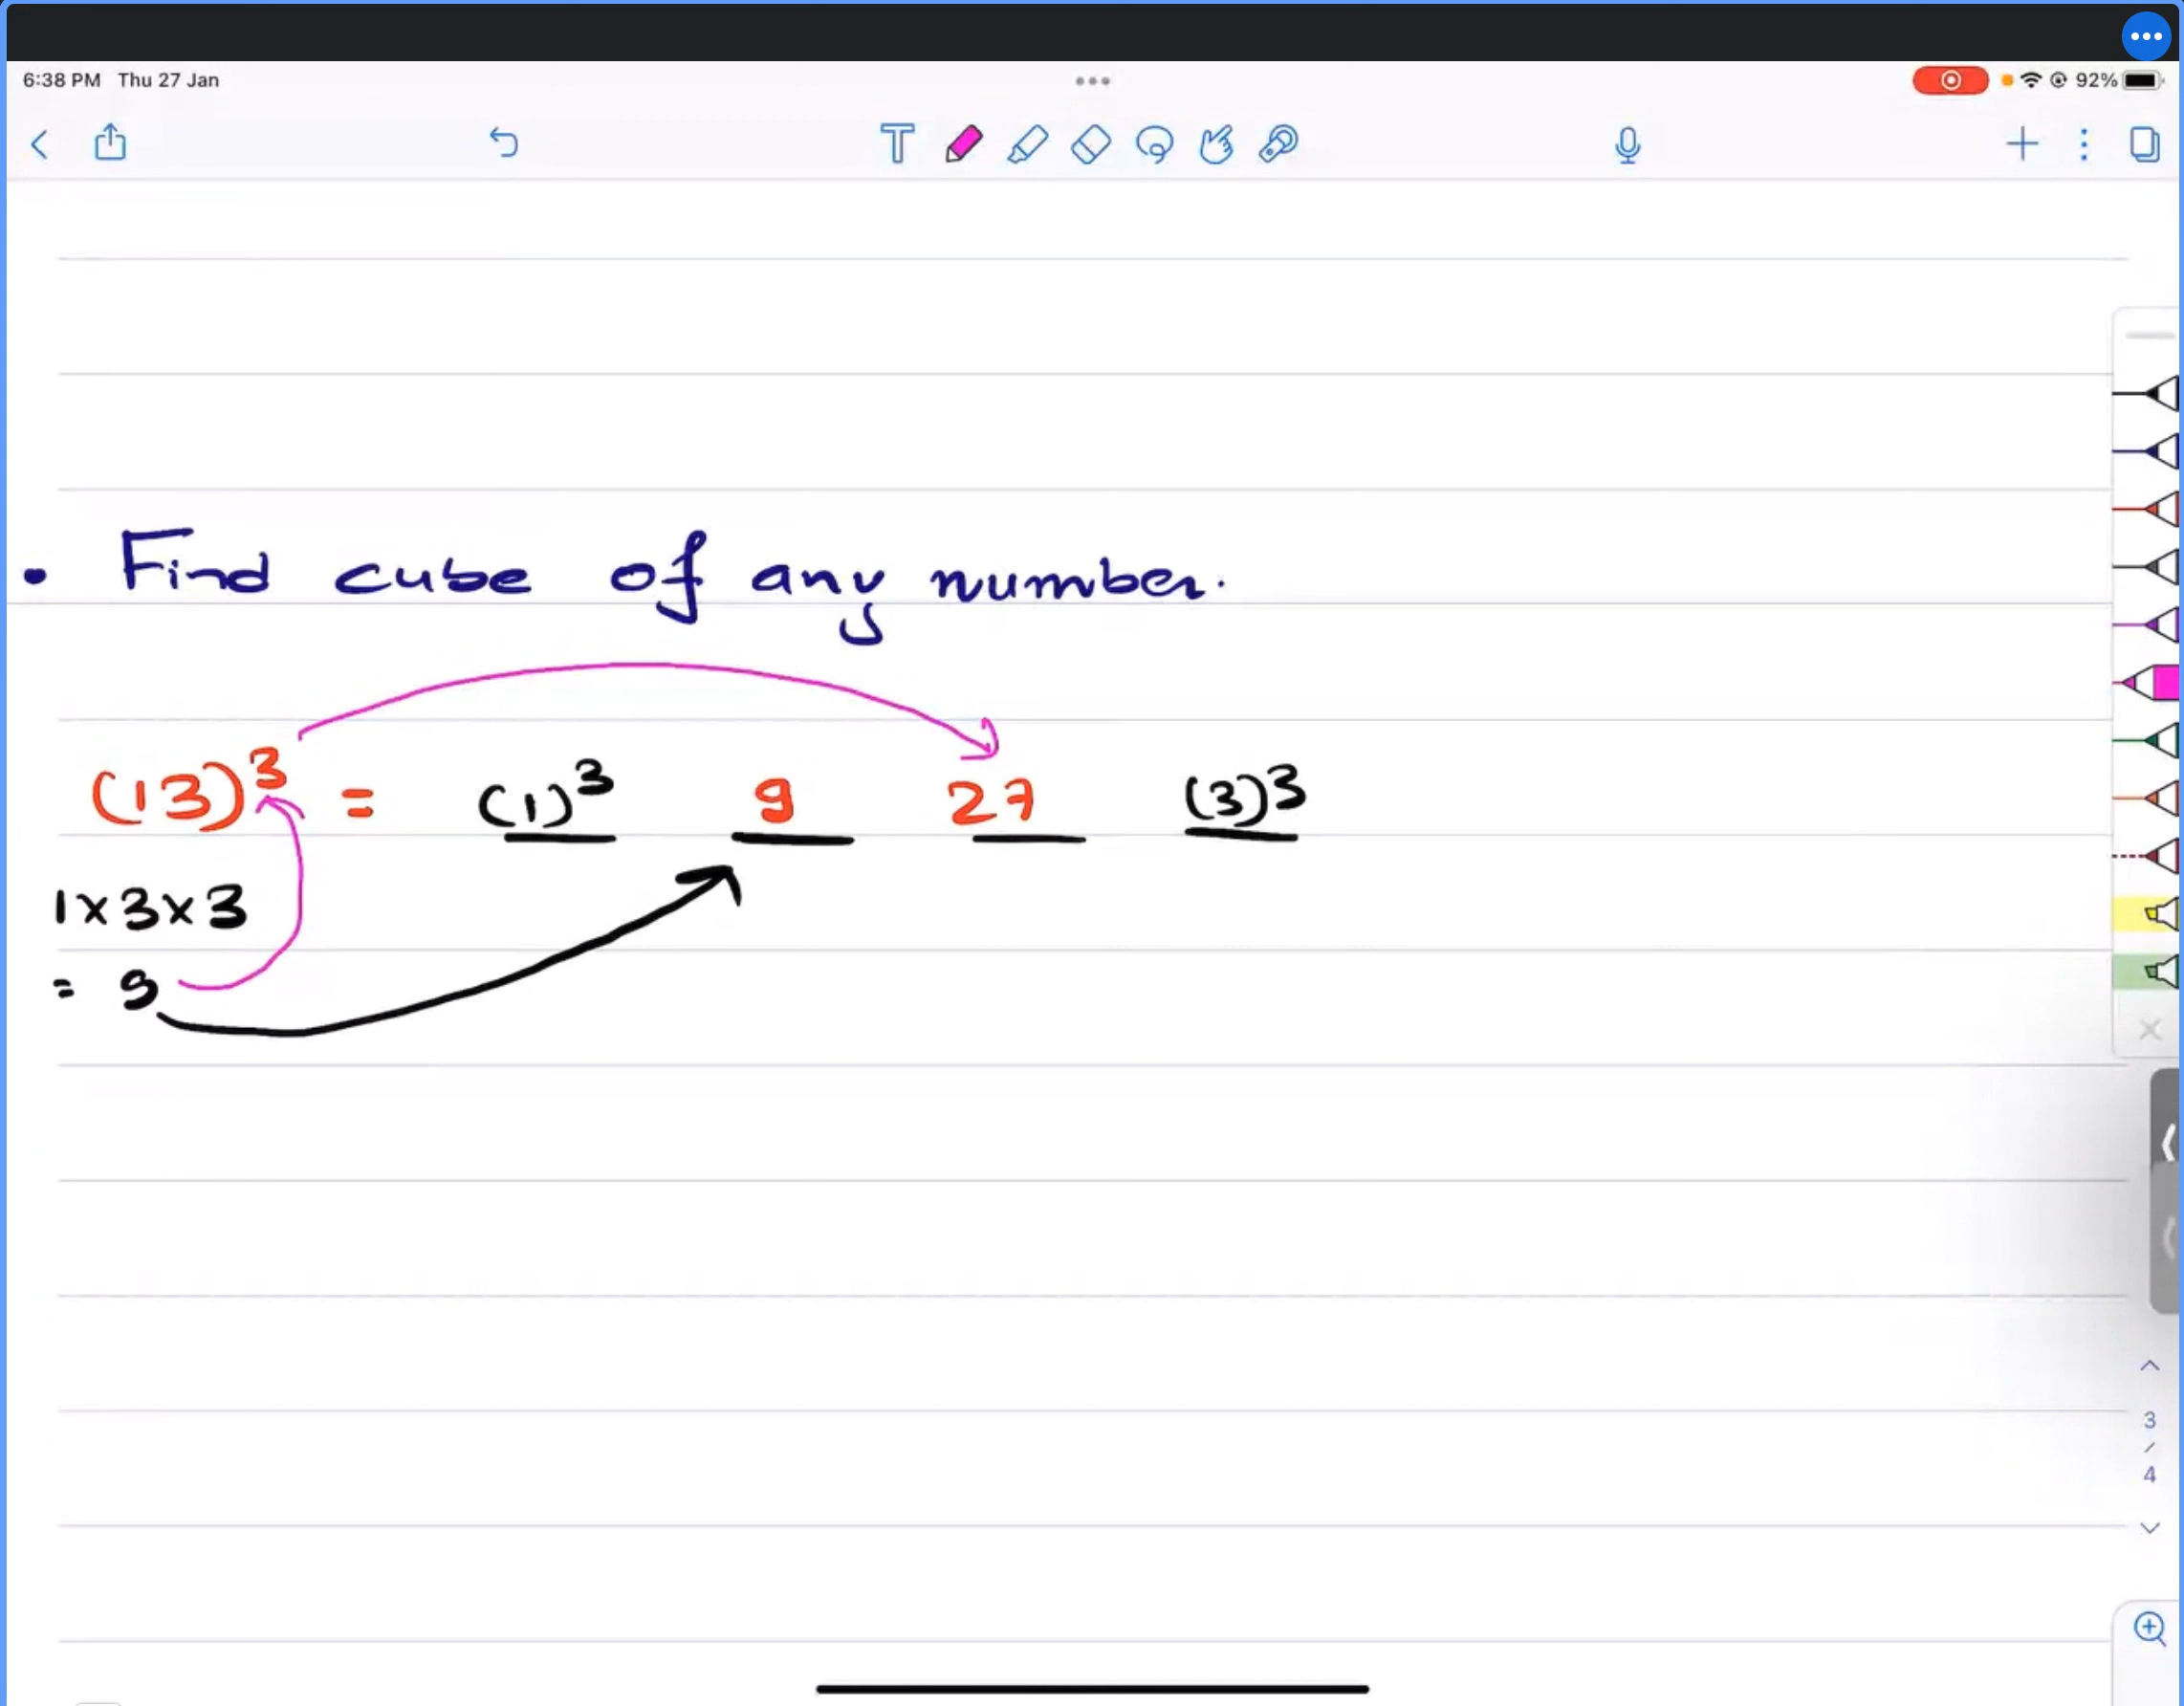 6:38 PM Thu 27 Jan
92%
T
• Find cube of any number.
(13)³ = (1)³ 9 27 (3)³
1×3×3
= 9
3
/
4